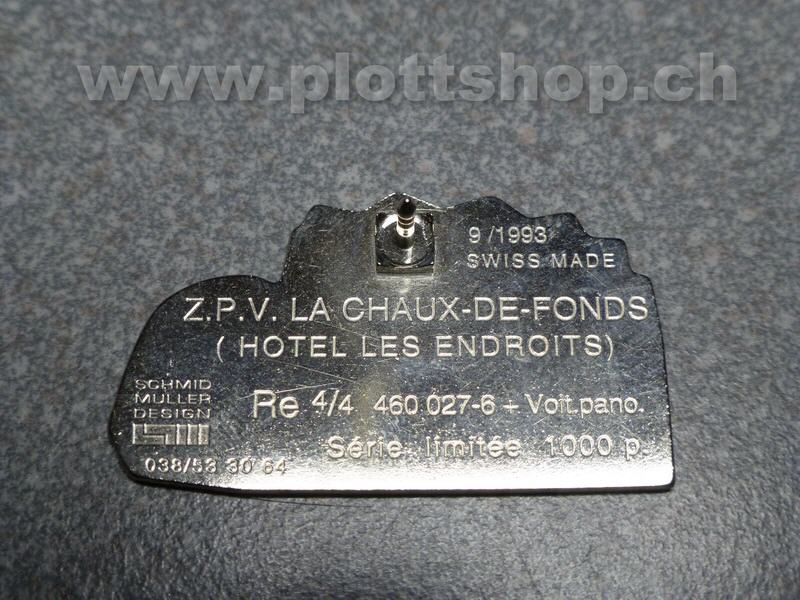 www.plottshop.ch
9/1993
SWISS MADE
Z.P.V. LA CHAUX-DE-FONDS
( HOTEL LES ENDROITS)
SCHMID
MULLER
DESIGN
Re 4/4 460 027-6 + Voit.pano.
Série limitée 1000 p.
038/53 30 64